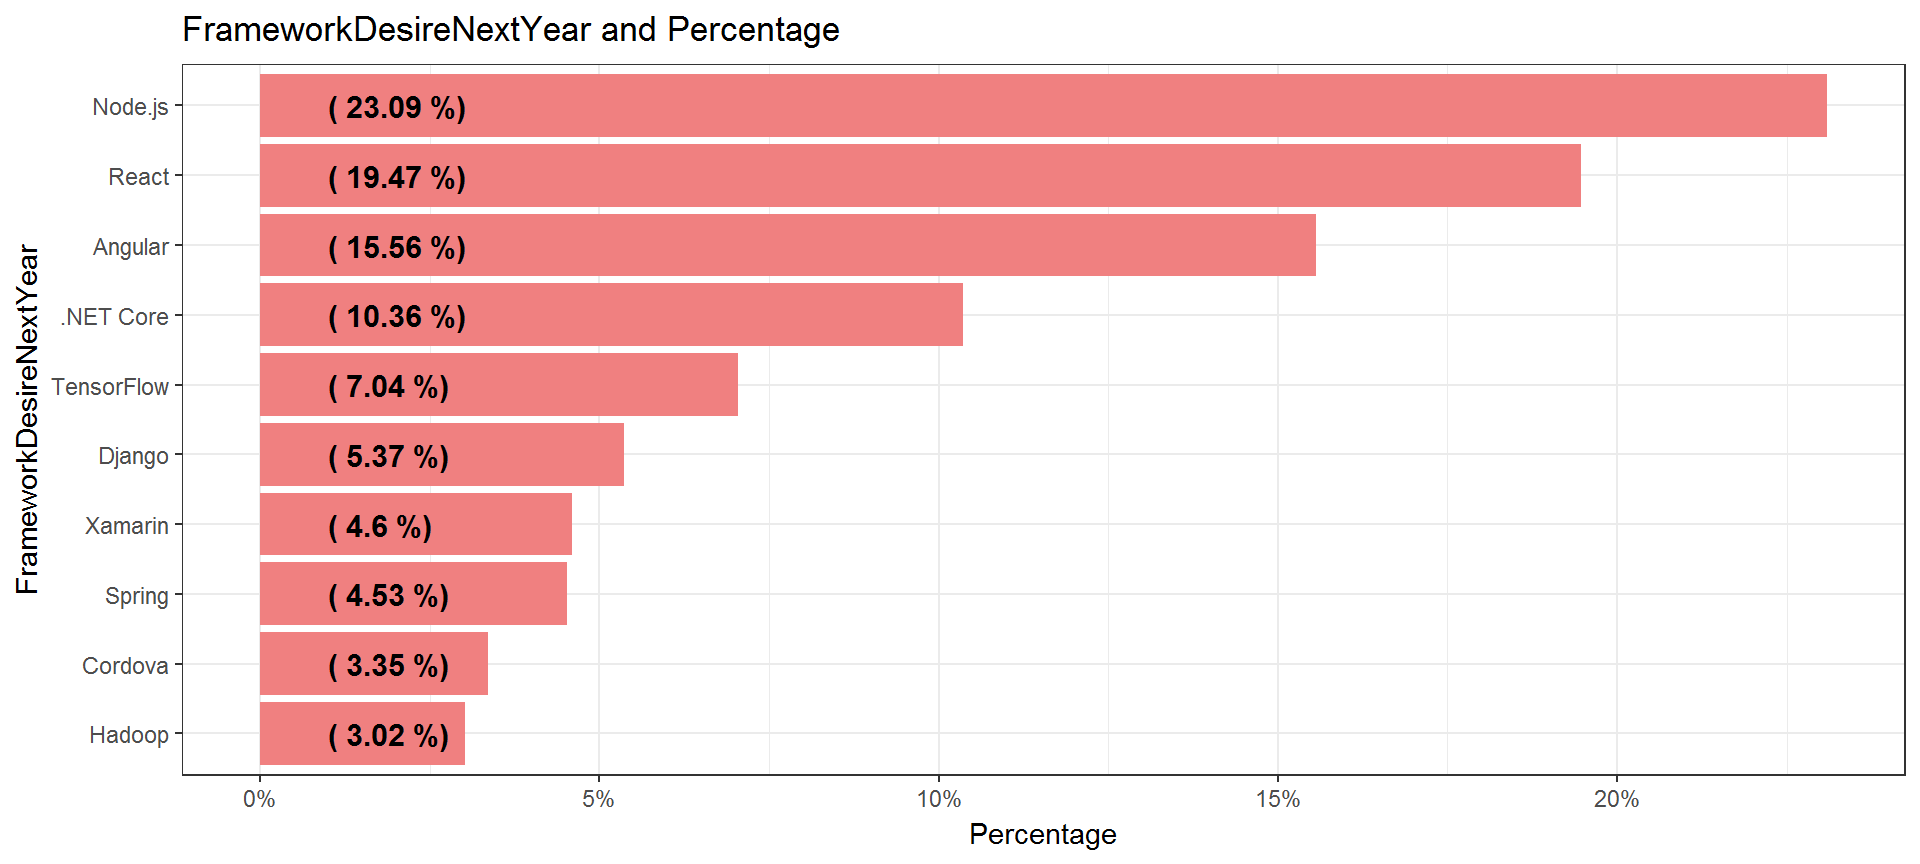 FrameworkDesireNextYear and Percentage
FrameworkDesireNextYear
Node.js ( 23.09 %)
React ( 19.47 %)
Angular ( 15.56 %)
.NET Core ( 10.36 %)
TensorFlow ( 7.04 %)
Django ( 5.37 %)
Xamarin ( 4.6 %)
Spring ( 4.53 %)
Cordova ( 3.35 %)
Hadoop ( 3.02 %)
0% 5% 10% 15% 20%
Percentage